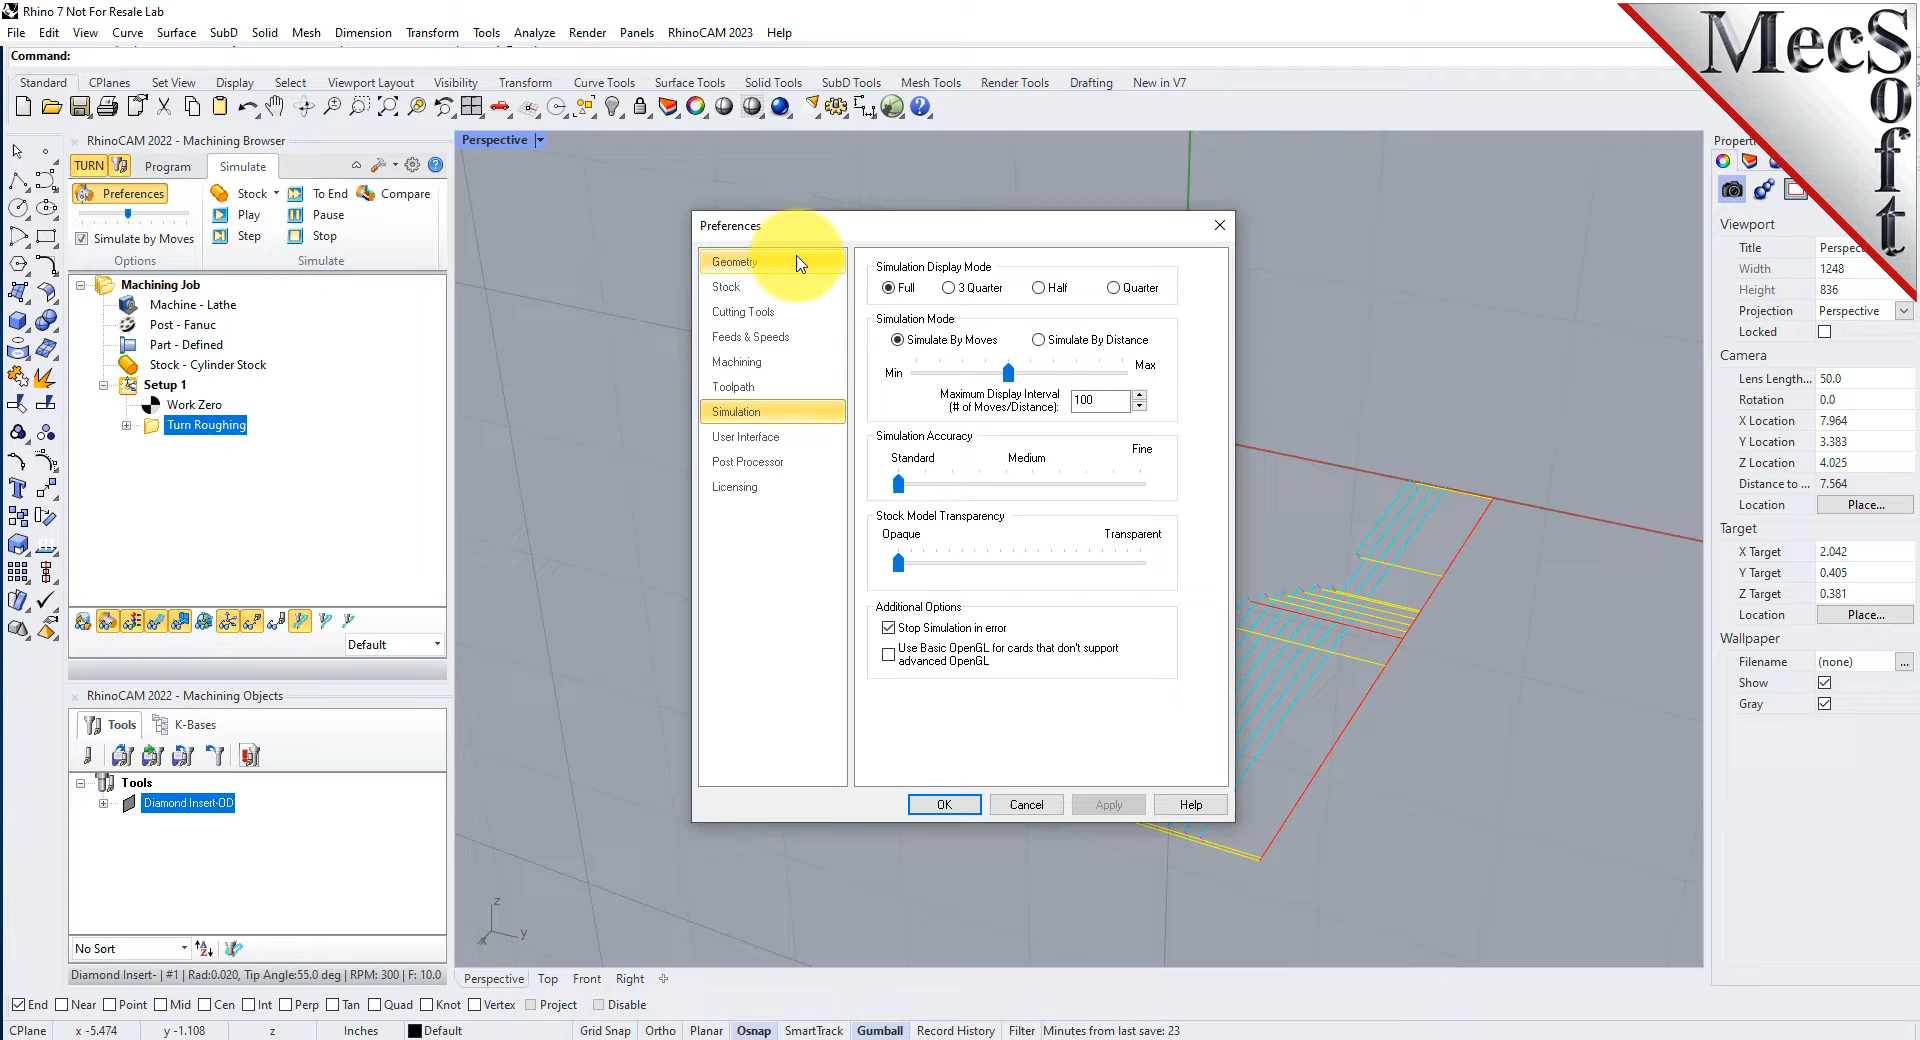 Rhino 7 Not For Resale Lab
File Edit View Curve Surface SubD Solid Mesh Dimension Transform Tools Analyze Render Panels RhinoCAM 2023 Help
Command:
Standard CPlanes Set View Display Select Viewport Layout Visibility Transform Curve Tools Surface Tools Solid Tools SubD Tools Mesh Tools Render Tools Drafting New in V7
MecSoft
RhinoCAM 2022 - Machining Browser
TURN Program Simulate
Preferences Stock To End Compare
Play Pause
Simulate by Moves Step Stop
Options Simulate
Machining Job
Machine - Lathe
Post - Fanuc
Part - Defined
Stock - Cylinder Stock
Setup 1
Work Zero
Turn Roughing
Default
RhinoCAM 2022 - Machining Objects
Tools K-Bases
Tools
Diamond Insert-OD
No Sort
Diamond Insert- | #1 | Rad:0.020, Tip Angle:55.0 deg | RPM: 300 | F: 10.0
Perspective
Preferences
Geometry
Stock
Cutting Tools
Feeds & Speeds
Machining
Toolpath
Simulation
User Interface
Post Processor
Licensing
Simulation Display Mode
Full 3 Quarter Half Quarter
Simulation Mode
Simulate By Moves Simulate By Distance
Min Max
Maximum Display Interval
(# of Moves/Distance): 100
Simulation Accuracy
Standard Medium Fine
Stock Model Transparency
Opaque Transparent
Additional Options
Stop Simulation in error
Use Basic OpenGL for cards that don't support
advanced OpenGL
OK Cancel Apply Help
z
y
x
Perspective Top Front Right
Viewport
Title
Width 1248
Height 836
Projection Perspective
Locked
Camera
Lens Length... 50.0
Rotation 0.0
X Location 7.964
Y Location 3.383
Z Location 4.025
Distance to ... 7.564
Location Place...
Target
X Target 2.042
Y Target 0.405
Z Target 0.381
Location Place...
Wallpaper
Filename (none) ...
Show
Gray
End Near Point Mid Cen Int Perp Tan Quad Knot Vertex Project Disable
CPlane x -5.474 y -1.108 z Inches Default Grid Snap Ortho Planar Osnap SmartTrack Gumball Record History Filter Minutes from last save: 23